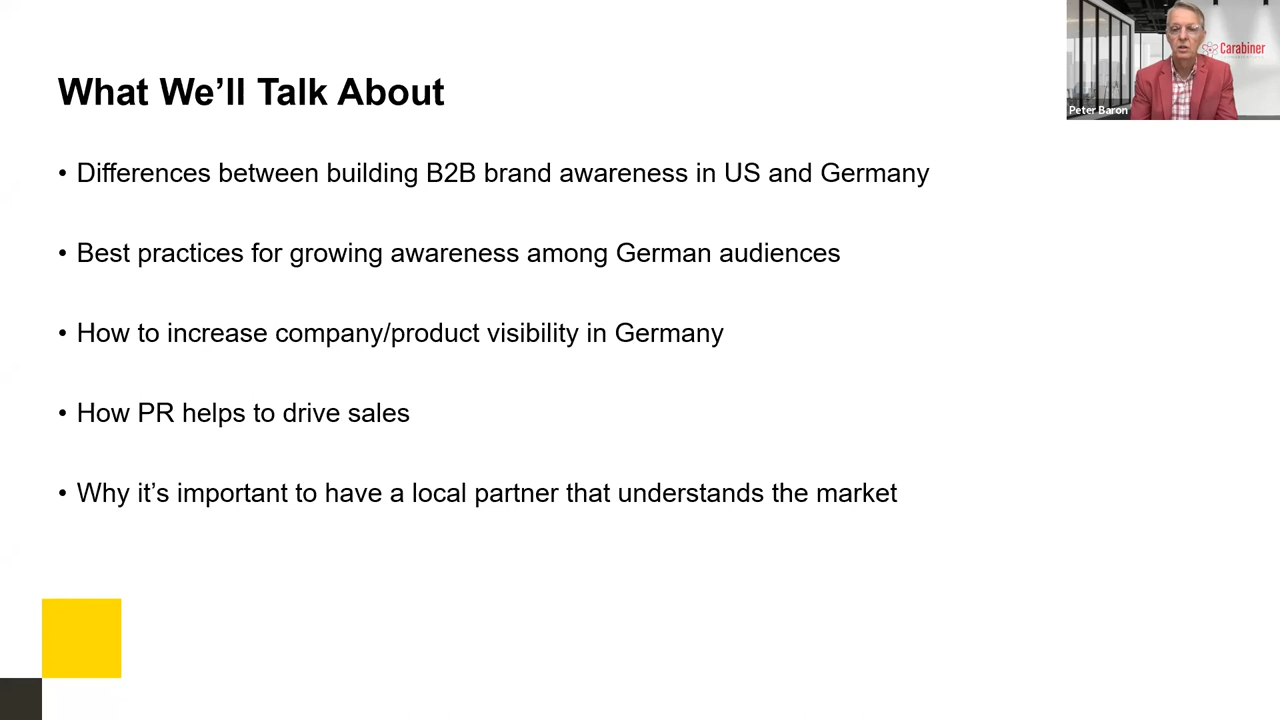 What We’ll Talk About
• Differences between building B2B brand awareness in US and Germany
• Best practices for growing awareness among German audiences
• How to increase company/product visibility in Germany
• How PR helps to drive sales
• Why it’s important to have a local partner that understands the market
Carabiner
Peter Baron